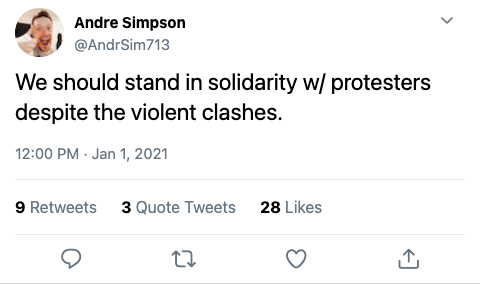 Andre Simpson
@AndrSim713
We should stand in solidarity w/ protesters
despite the violent clashes.
12:00 PM · Jan 1, 2021
9 Retweets 3 Quote Tweets 28 Likes